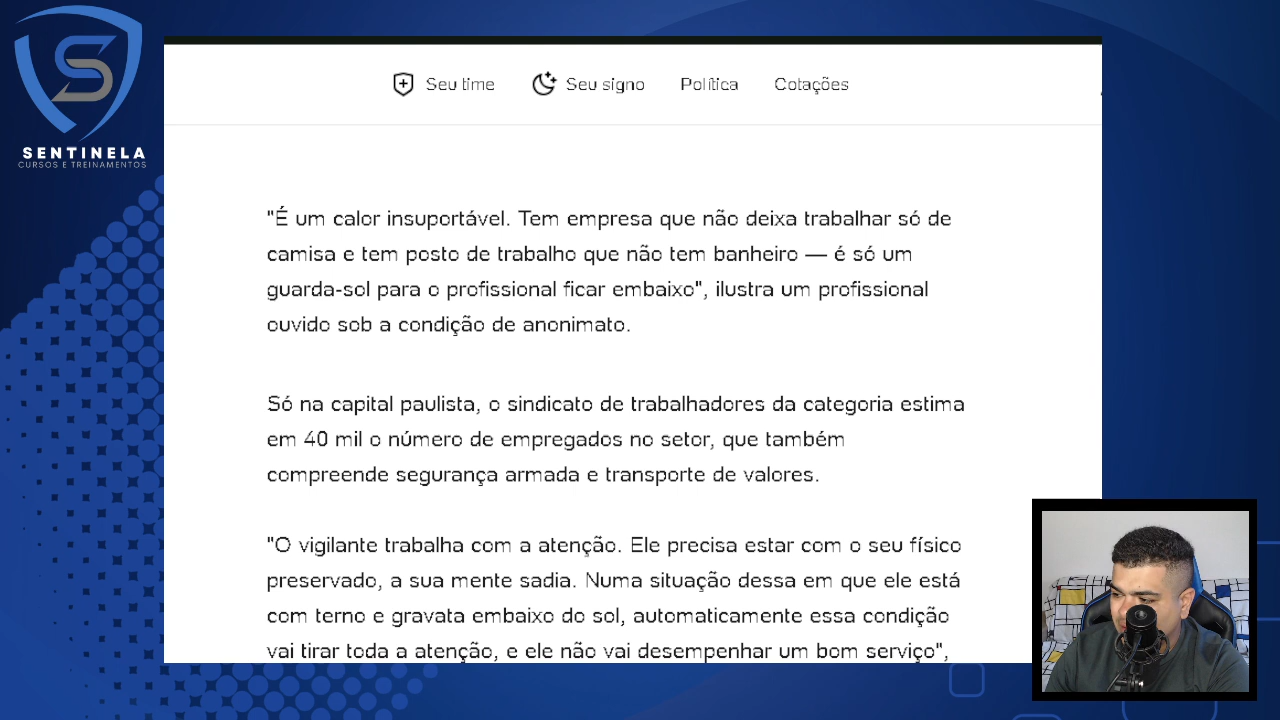 SENTINELA
CURSOS E TREINAMENTOS
Seu time
Seu signo
Política
Cotações
"É um calor insuportável. Tem empresa que não deixa trabalhar só de
camisa e tem posto de trabalho que não tem banheiro — é só um
guarda-sol para o profissional ficar embaixo", ilustra um profissional
ouvido sob a condição de anonimato.
Só na capital paulista, o sindicato de trabalhadores da categoria estima
em 40 mil o número de empregados no setor, que também
compreende segurança armada e transporte de valores.
"O vigilante trabalha com a atenção. Ele precisa estar com o seu físico
preservado, a sua mente sadia. Numa situação dessa em que ele está
com terno e gravata embaixo do sol, automaticamente essa condição
vai tirar toda a atenção, e ele não vai desempenhar um bom serviço",